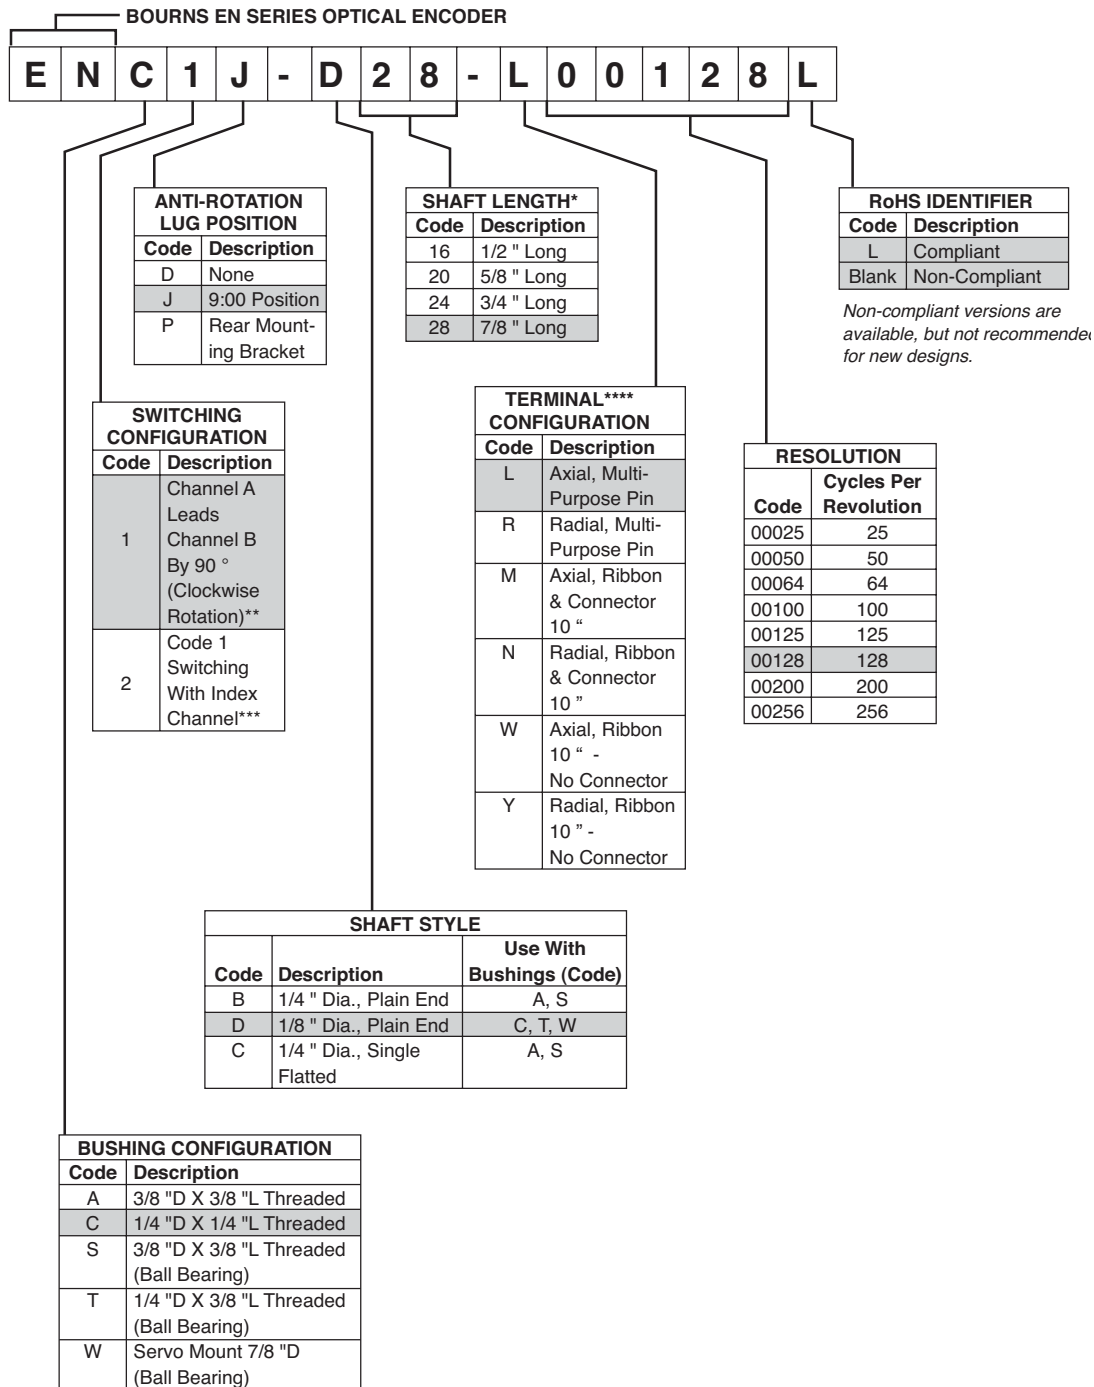 BOURNS EN SERIES OPTICAL ENCODER
E N C 1 J - D 2 8 - L 0 0 1 2 8 L
ANTI-ROTATION
LUG POSITION
Code Description
D None
J 9:00 Position
P Rear Mount-
ing Bracket
SHAFT LENGTH*
Code Description
16 1/2 " Long
20 5/8 " Long
24 3/4 " Long
28 7/8 " Long
RoHS IDENTIFIER
Code Description
L Compliant
Blank Non-Compliant
Non-compliant versions are
available, but not recommended
for new designs.
SWITCHING
CONFIGURATION
Code Description
Channel A
Leads
1 Channel B
By 90 °
(Clockwise
Rotation)**
Code 1
Switching
2 With Index
Channel***
TERMINAL****
CONFIGURATION
Code Description
L Axial, Multi-
Purpose Pin
R Radial, Multi-
Purpose Pin
M Axial, Ribbon
& Connector
10 “
N Radial, Ribbon
& Connector
10 ”
W Axial, Ribbon
10 “ -
No Connector
Y Radial, Ribbon
10 ” -
No Connector
RESOLUTION
Cycles Per
Code Revolution
00025 25
00050 50
00064 64
00100 100
00125 125
00128 128
00200 200
00256 256
SHAFT STYLE
Use With
Code Description Bushings (Code)
B 1/4 " Dia., Plain End A, S
D 1/8 " Dia., Plain End C, T, W
C 1/4 " Dia., Single A, S
Flatted
BUSHING CONFIGURATION
Code Description
A 3/8 "D X 3/8 "L Threaded
C 1/4 "D X 1/4 "L Threaded
S 3/8 "D X 3/8 "L Threaded
(Ball Bearing)
T 1/4 "D X 3/8 "L Threaded
(Ball Bearing)
W Servo Mount 7/8 "D
(Ball Bearing)